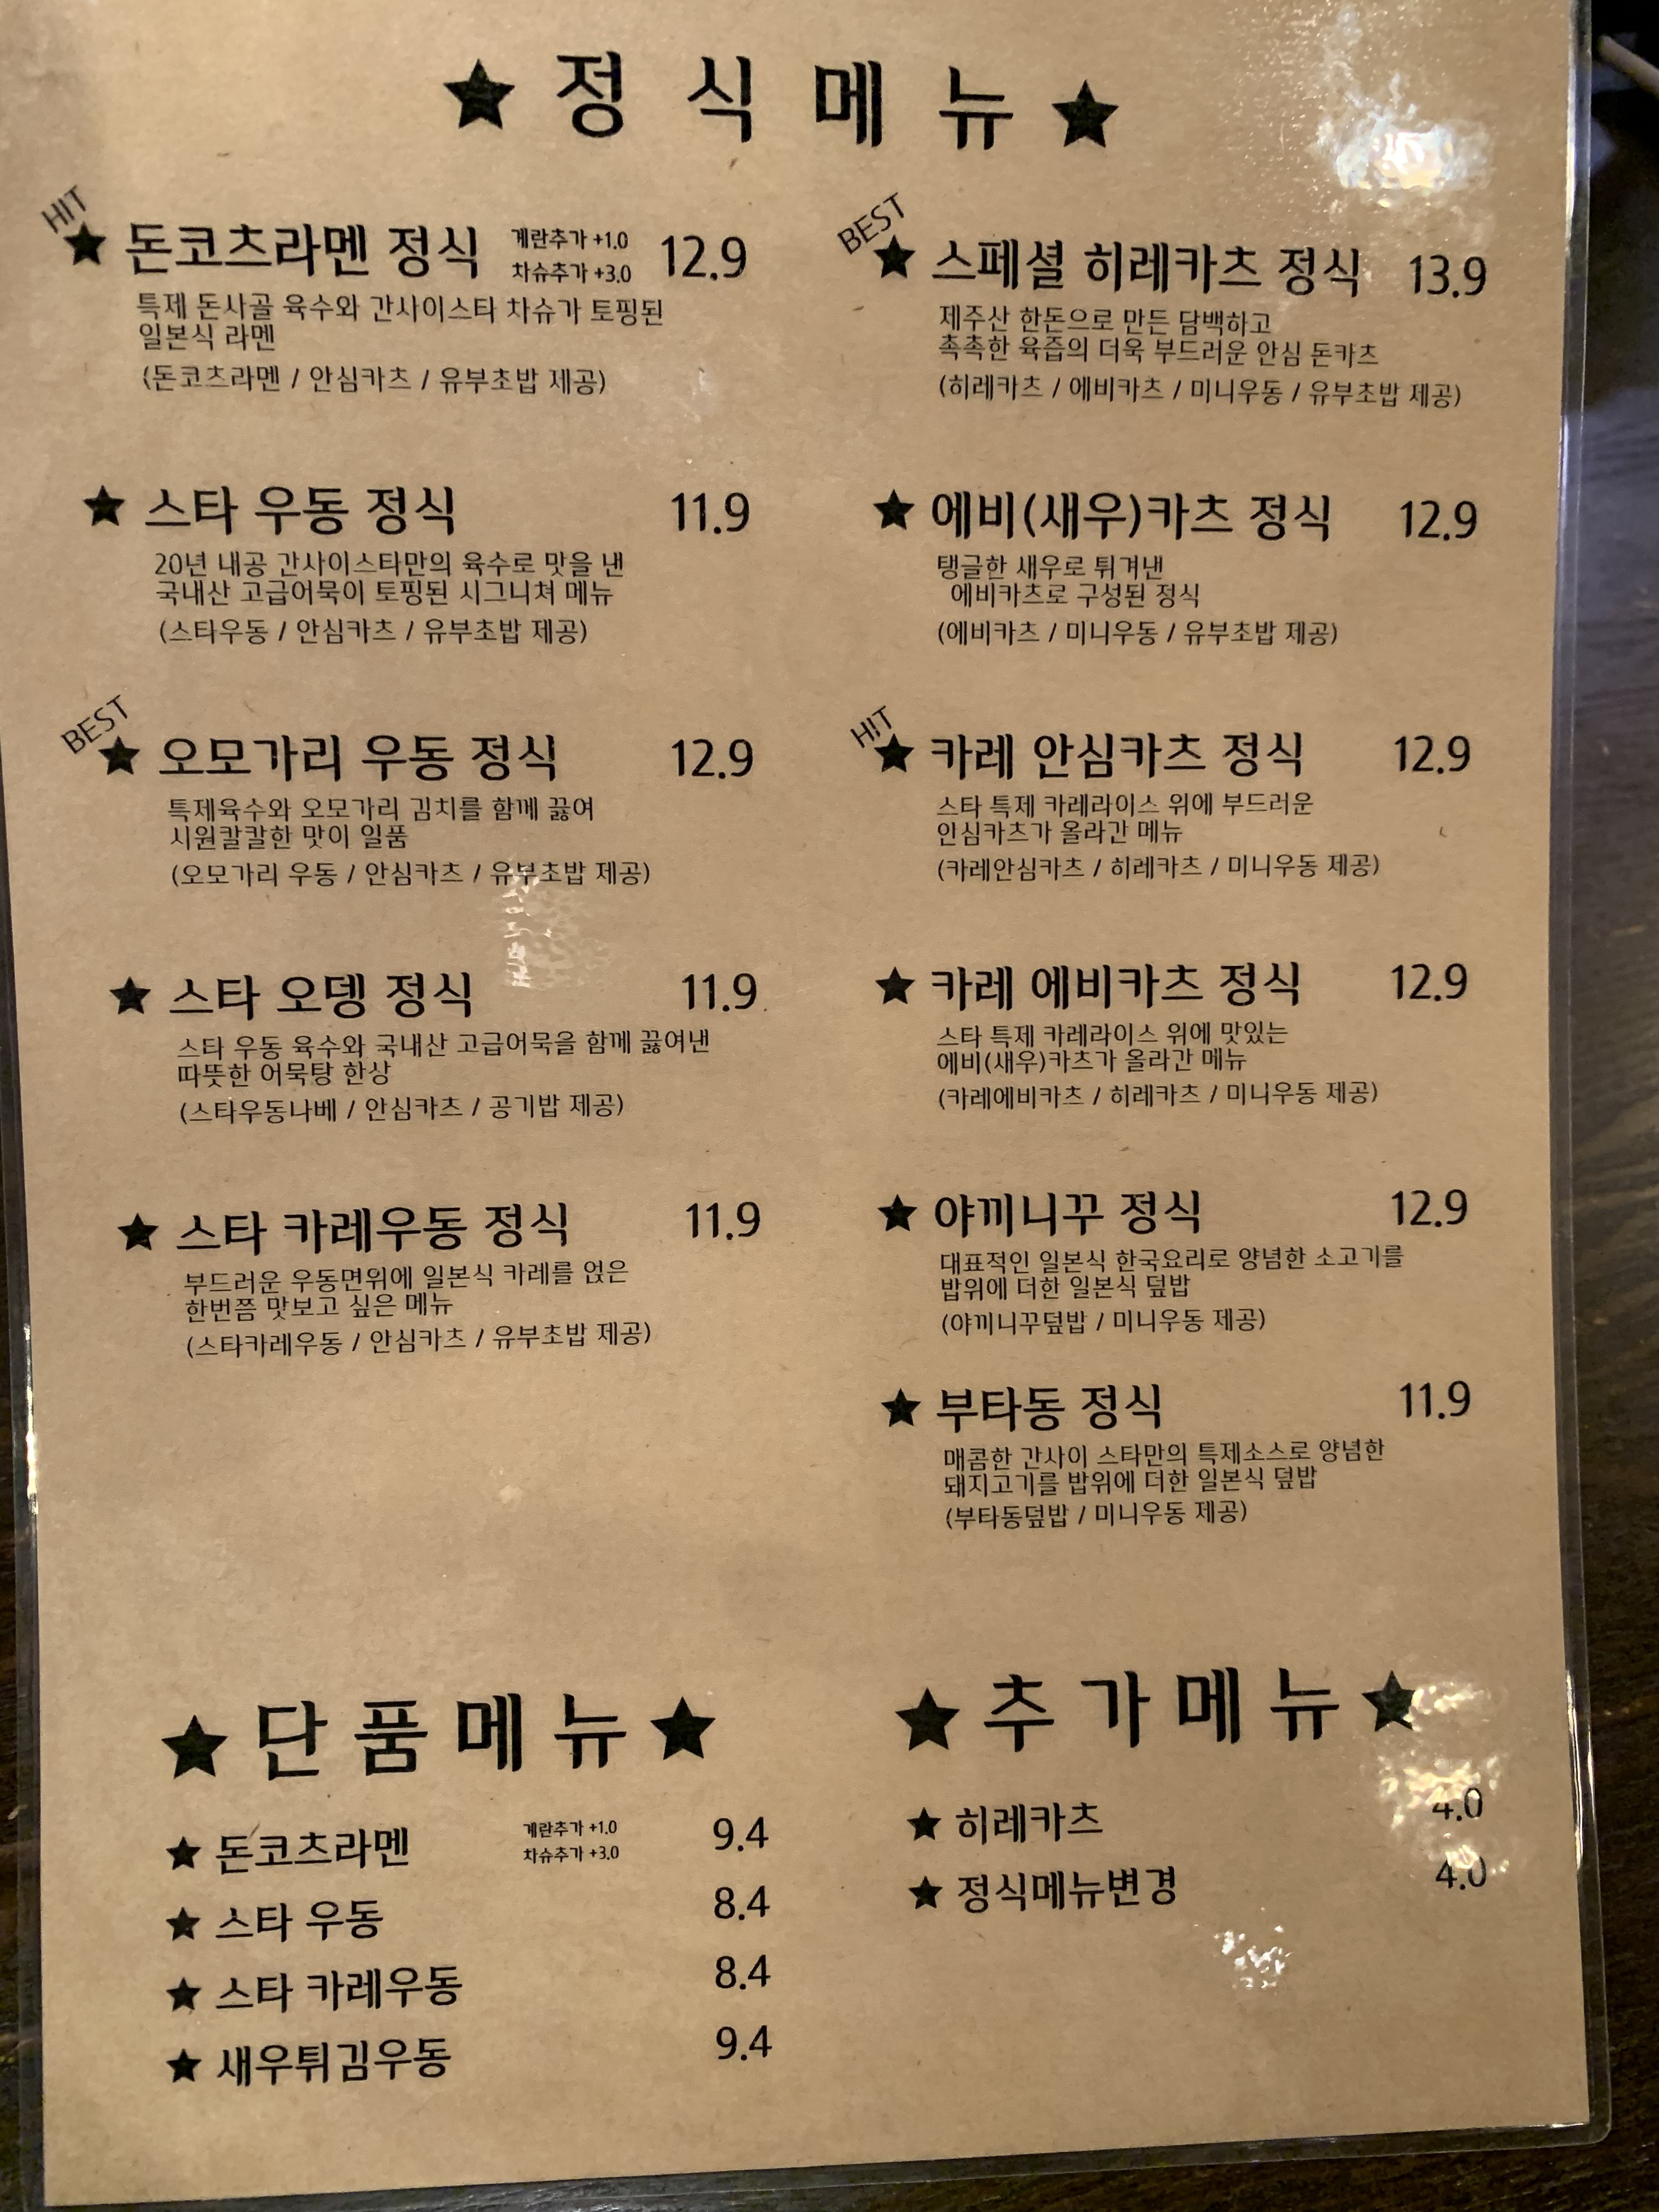 ★ 정식메뉴 ★
HIT
★ 돈코츠라멘 정식 계란추가 +1.0 12.9
차슈추가 +3.0
특제 돈사골 육수와 간사이스타 차슈가 토핑된
일본식 라멘
(돈코츠라멘 / 안심카츠 / 유부초밥 제공)
★ 스타 우동 정식 11.9
20년 내공 간사이스타만의 육수로 맛을 낸
국내산 고급어묵이 토핑된 시그니쳐 메뉴
(스타우동 / 안심카츠 / 유부초밥 제공)
BEST
★ 오모가리 우동 정식 12.9
특제육수와 오모가리 김치를 함께 끓여
시원칼칼한 맛이 일품
(오모가리 우동 / 안심카츠 / 유부초밥 제공)
★ 스타 오뎅 정식 11.9
스타 우동 육수와 국내산 고급어묵을 함께 끓여낸
따뜻한 어묵탕 한상
(스타우동나베 / 안심카츠 / 공기밥 제공)
★ 스타 카레우동 정식 11.9
부드러운 우동면위에 일본식 카레를 얹은
한번쯤 맛보고 싶은 메뉴
(스타카레우동 / 안심카츠 / 유부초밥 제공)
BEST
★ 스페셜 히레카츠 정식 13.9
제주산 한돈으로 만든 담백하고
촉촉한 육즙의 더욱 부드러운 안심 돈카츠
(히레카츠 / 에비카츠 / 미니우동 / 유부초밥 제공)
★ 에비(새우)카츠 정식 12.9
탱글한 새우로 튀겨낸
에비카츠로 구성된 정식
(에비카츠 / 미니우동 / 유부초밥 제공)
HIT
★ 카레 안심카츠 정식 12.9
스타 특제 카레라이스 위에 부드러운
안심카츠가 올라간 메뉴
(카레안심카츠 / 히레카츠 / 미니우동 제공)
★ 카레 에비카츠 정식 12.9
스타 특제 카레라이스 위에 맛있는
에비(새우)카츠가 올라간 메뉴
(카레에비카츠 / 히레카츠 / 미니우동 제공)
★ 야끼니꾸 정식 12.9
대표적인 일본식 한국요리로 양념한 소고기를
밥위에 더한 일본식 덮밥
(야끼니꾸덮밥 / 미니우동 제공)
★ 부타동 정식 11.9
매콤한 간사이 스타만의 특제소스로 양념한
돼지고기를 밥위에 더한 일본식 덮밥
(부타동덮밥 / 미니우동 제공)
★ 단품메뉴 ★
★ 돈코츠라멘 계란추가 +1.0 9.4
차슈추가 +3.0
★ 스타 우동 8.4
★ 스타 카레우동 8.4
★ 새우튀김우동 9.4
★ 추가메뉴 ★
★ 히레카츠 4.0
★ 정식메뉴변경 4.0